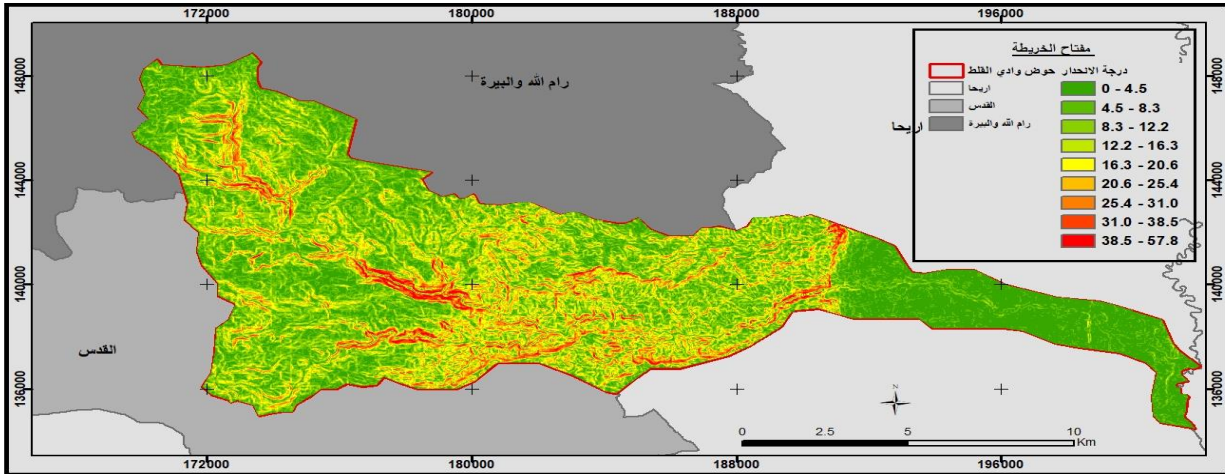 172000 180000 188000 196000
مفتاح الخريطة
درجة الانحدار
حوض وادي القلط
اريحا
القدس
رام الله والبيرة
0 - 4.5
4.5 - 8.3
8.3 - 12.2
12.2 - 16.3
16.3 - 20.6
20.6 - 25.4
25.4 - 31.0
31.0 - 38.5
38.5 - 57.8
148000
148000
رام الله والبيرة
اريحا
144000
144000
140000
140000
القدس
136000
136000
N
0 2.5 5 10
Km
172000 180000 188000 196000